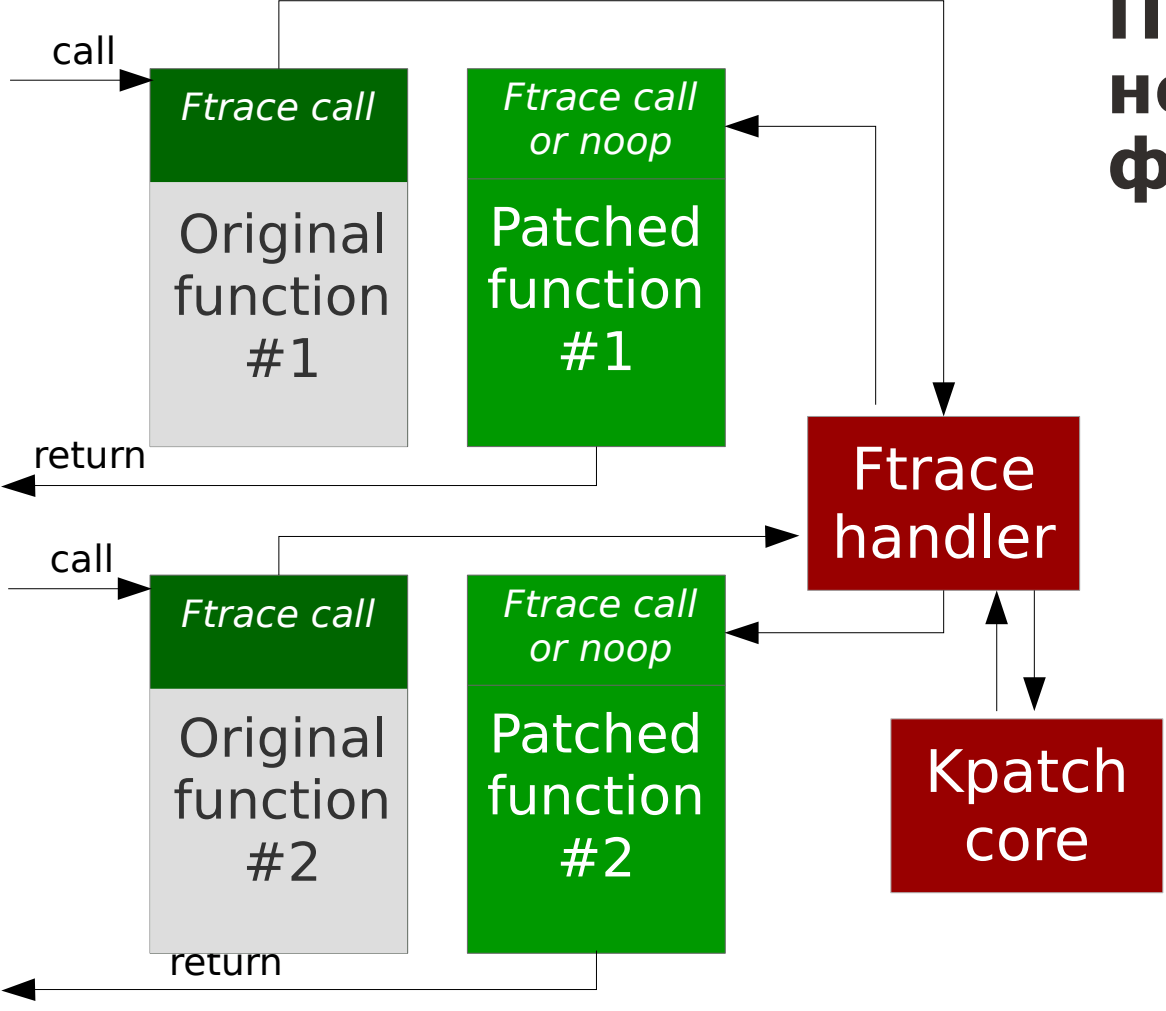 call
Ftrace call
Original
function
#1
Ftrace call
or noop
Patched
function
#1
return
Ftrace
handler
call
Ftrace call
Original
function
#2
Ftrace call
or noop
Patched
function
#2
return
Kpatch
core